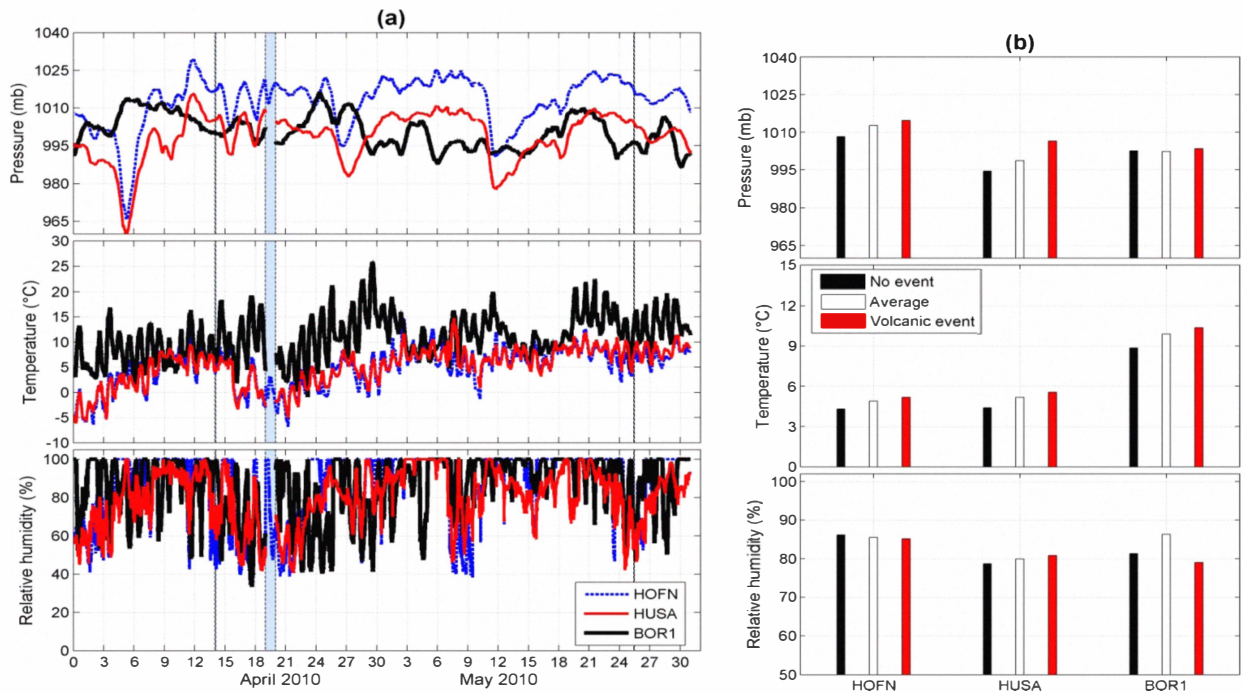 (a)
1040
1025
1010
995
980
965
Pressure (mb)
30
25
20
15
10
5
0
-5
-10
Temperature (°C)
100
80
60
40
20
0
Relative humidity (%)
HOFN
HUSA
BOR1
0 3 6 9 12 15 18 21 24 27 30 3 6 9 12 15 18 21 24 27 30
April 2010 May 2010
(b)
1040
1025
1010
995
980
965
Pressure (mb)
15
12
9
6
3
0
Temperature (°C)
No event
Average
Volcanic event
100
90
80
70
60
50
Relative humidity (%)
HOFN HUSA BOR1